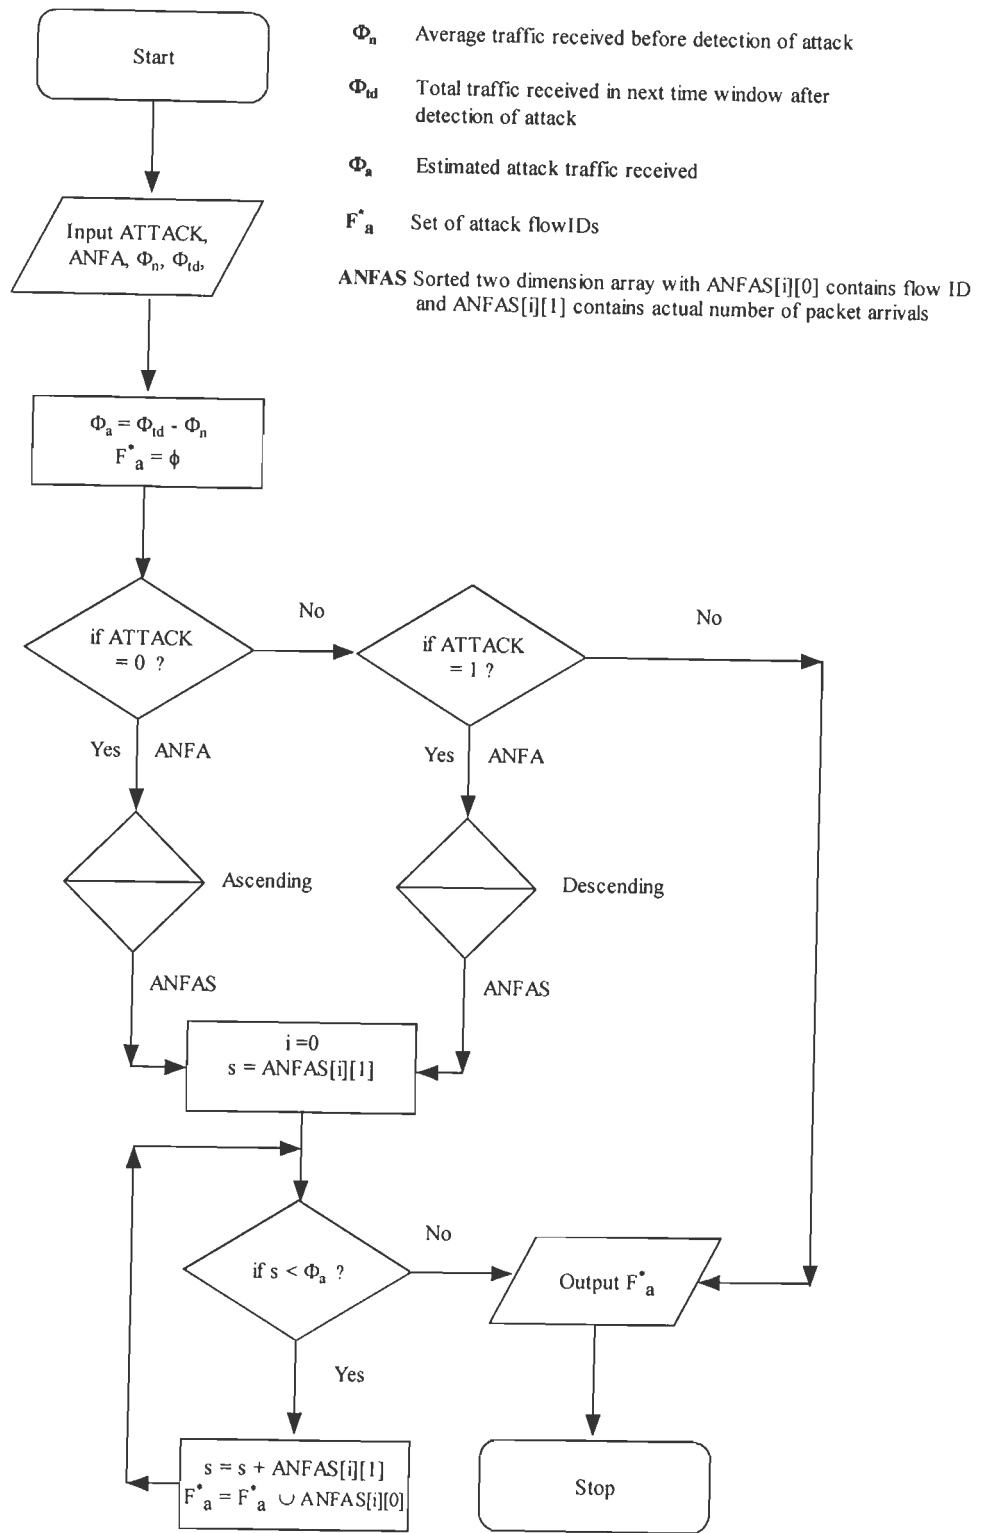 Start
Φn Average traffic received before detection of attack
Φtd Total traffic received in next time window after
detection of attack
Φa Estimated attack traffic received
F*a Set of attack flowIDs
ANFAS Sorted two dimension array with ANFAS[i][0] contains flow ID
and ANFAS[i][1] contains actual number of packet arrivals
Input ATTACK,
ANFA, Φn, Φtd,
Φa = Φtd - Φn
F*a = ϕ
if ATTACK
= 0 ?
No
if ATTACK
= 1 ?
No
Yes ANFA
Yes ANFA
Ascending
Descending
ANFAS
ANFAS
i =0
s = ANFAS[i][1]
if s < Φa ?
No
Output F*a
Yes
s = s + ANFAS[i][1]
F*a = F*a ∪ ANFAS[i][0]
Stop